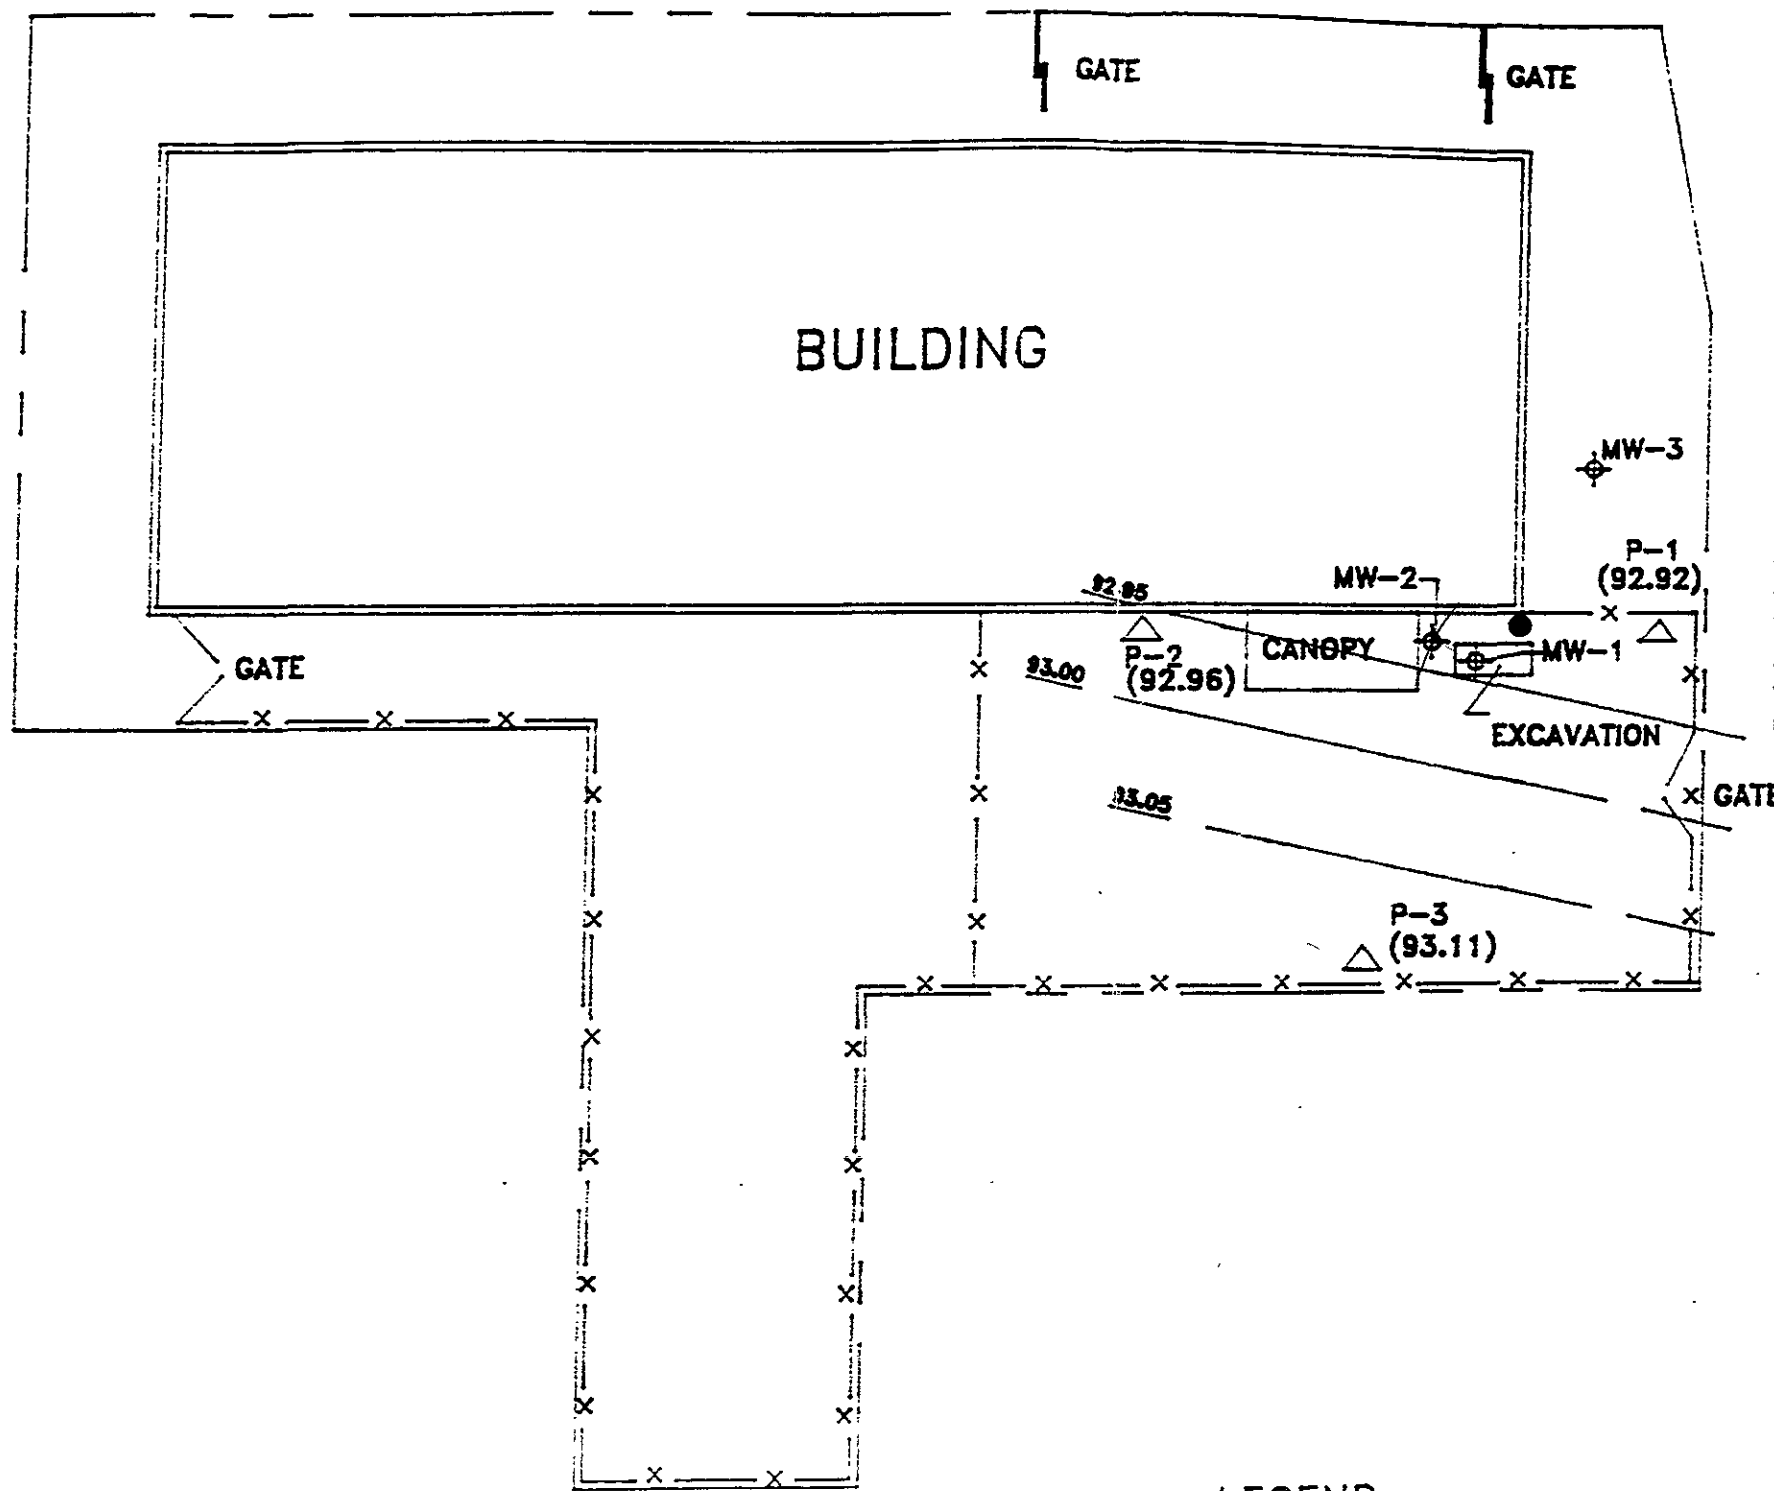 GATE
GATE
BUILDING
MW-3
P-1
(92.92)
MW-2
92.95
GATE
P-2
(92.96)
CANOPY
MW-1
93.00
EXCAVATION
GATE
93.05
P-3
(93.11)
LEGEND